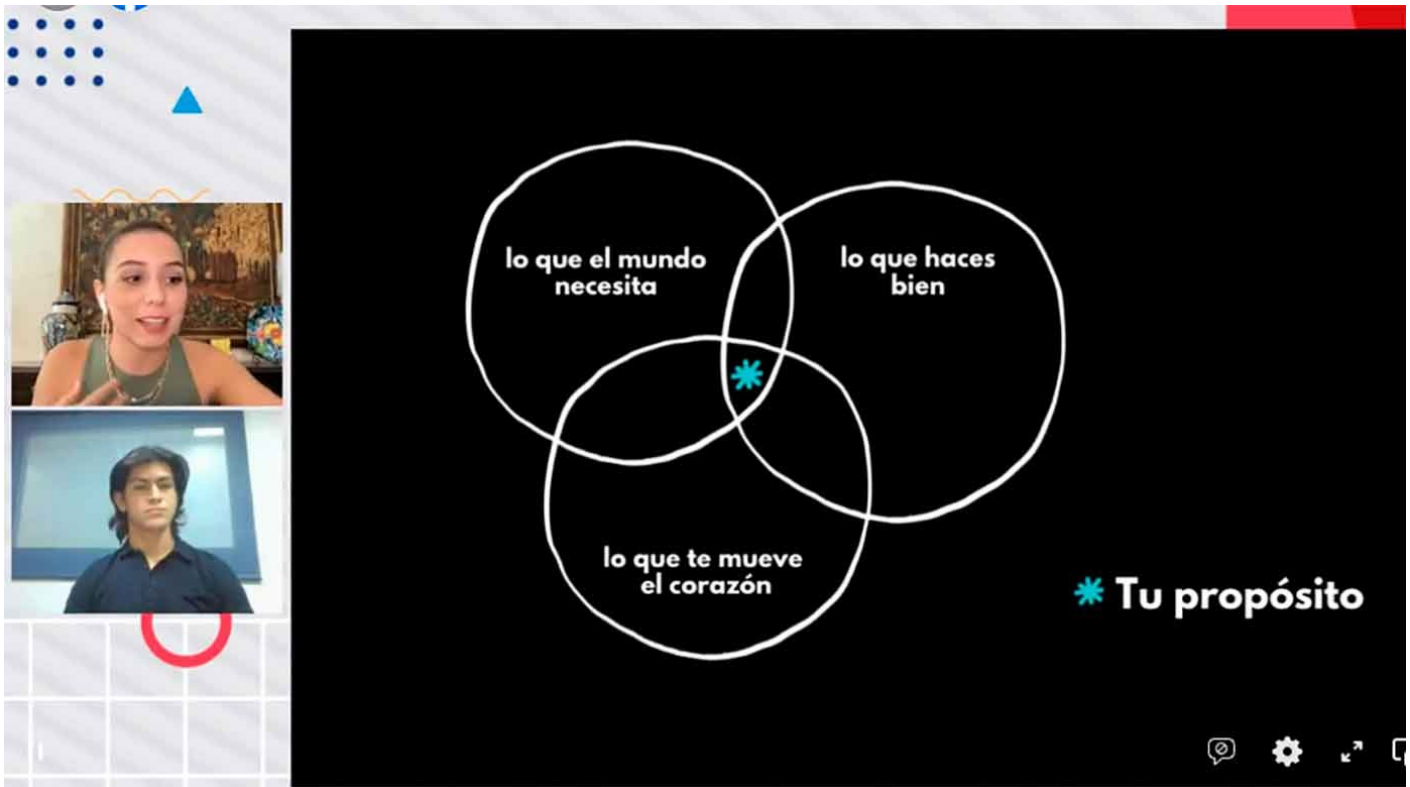 lo que el mundo
necesita
lo que haces
bien
lo que te mueve
el corazón
Tu propósito